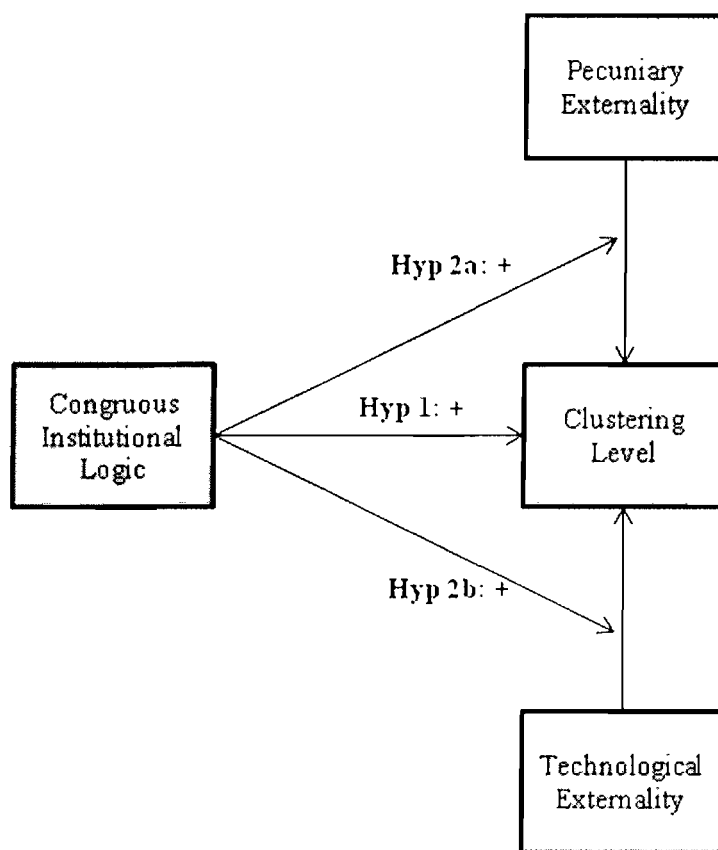 Pecuniary
Externality
Hyp 2a: +
Congruous
Institutional
Logic
Hyp 1: +
Clustering
Level
Hyp 2b: +
Technological
Externality